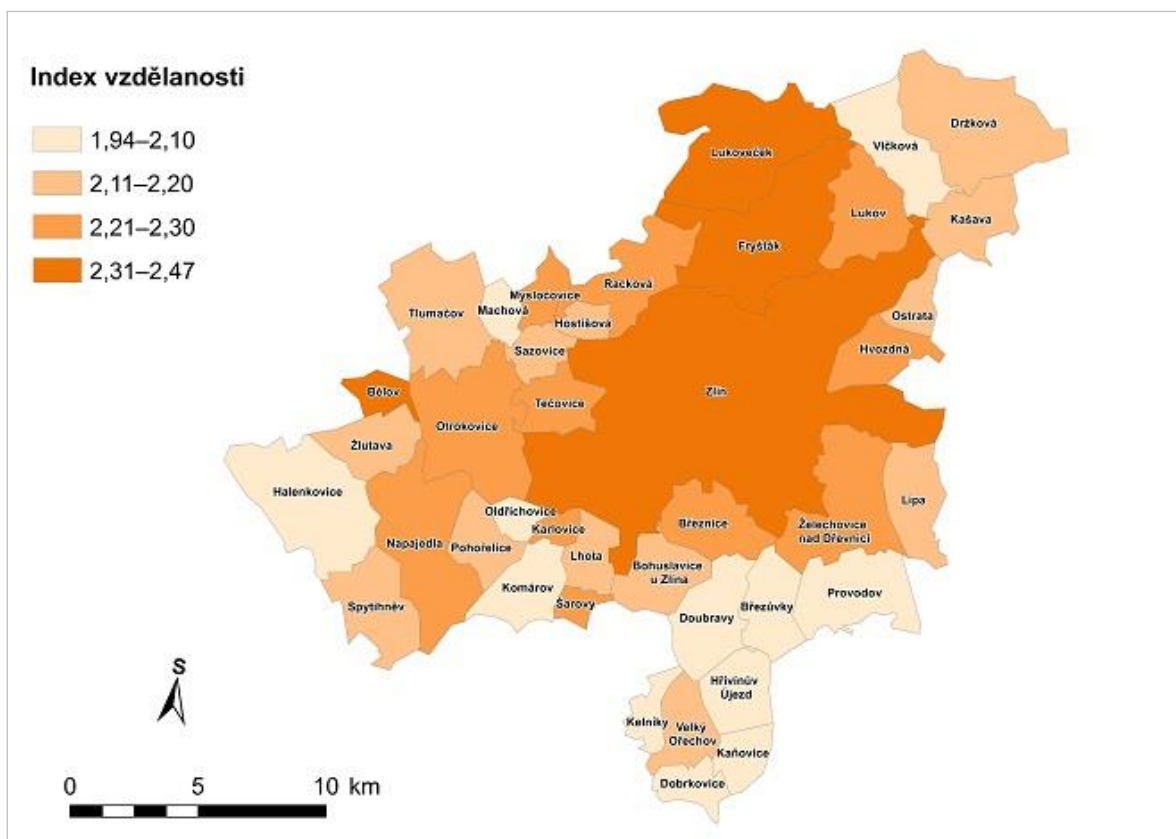 Index vzdělanosti
1,94–2,10
2,11–2,20
2,21–2,30
2,31–2,47
Držková
Vlčková
Lukoveček
Lukov
Kašava
Fryšták
Racková
Mysločovice
Machová
Tlumačov
Hostišová
Ostrata
Sazovice
Hvozdná
Bělov
Zlín
Tečovice
Otrokovice
Žlutava
Halenkovice
Lípa
Oldřichovice
Karlovice
Březnice
Želechovice
nad Dřevnicí
Napajedla
Pohořelice
Lhota
Bohuslavice
u Zlína
Komárov
Provodov
Šarovy
Spytihněv
Doubravy
Březůvky
S
Hřivínův
Újezd
Kelníky
Velký
Ořechov
Kaňovice
Dobrkovice
0 5 10 km